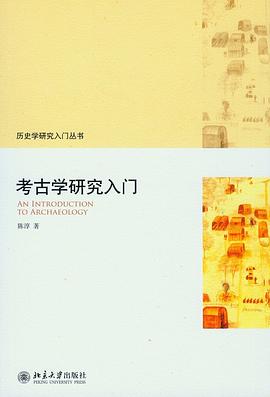 历史学研究入门丛书
考古学研究入门
AN INTRODUCTION
TO ARCHAEOLOGY
陈淳 著
北京大学出版社
PEKING UNIVERSITY PRESS